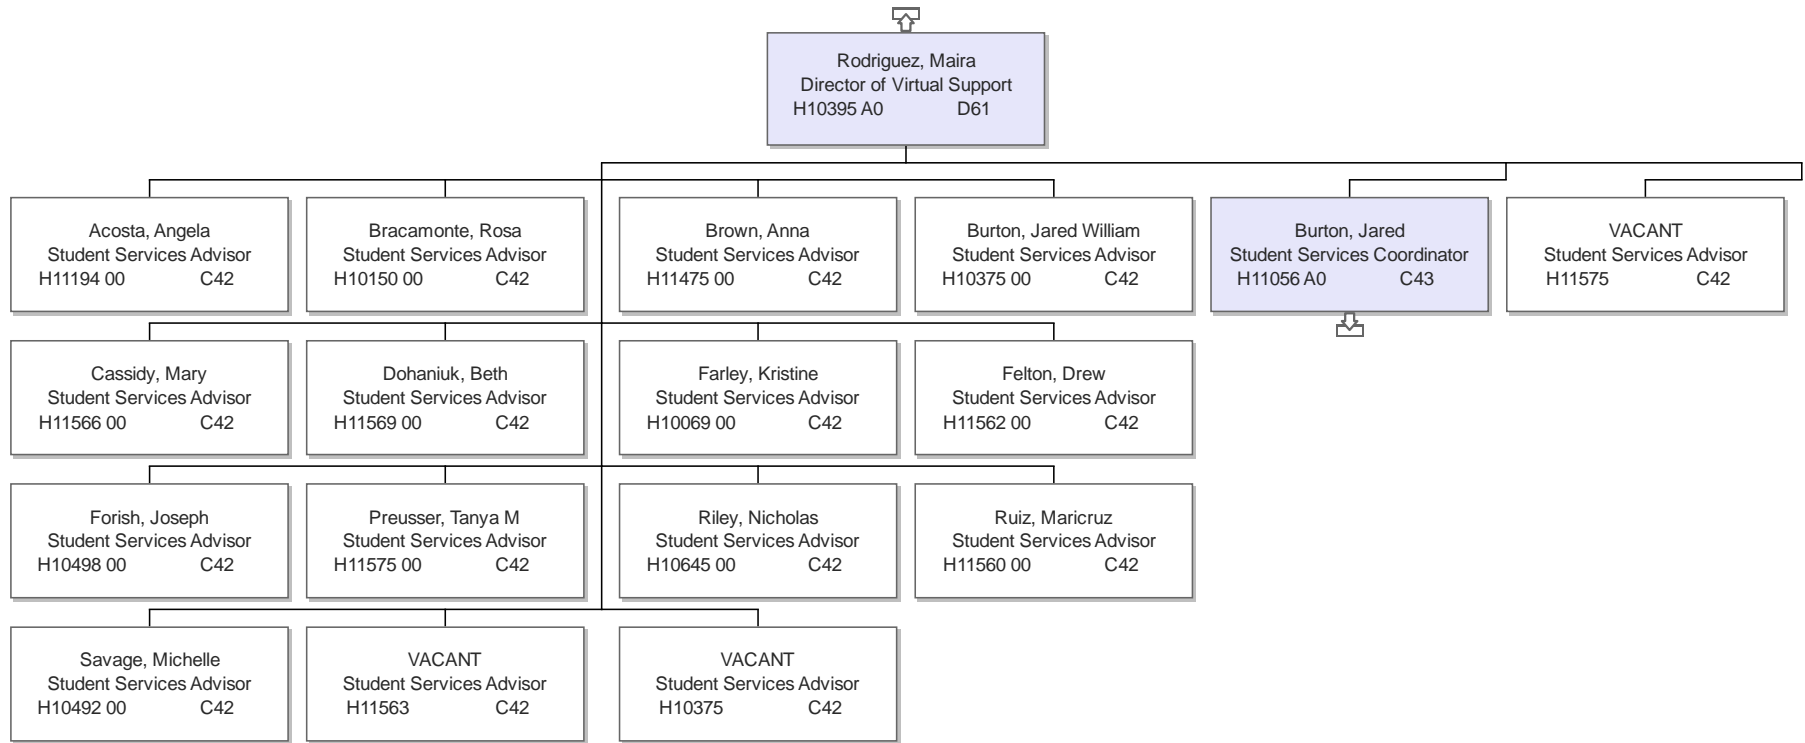 Rodriguez, Maira
Director of Virtual Support
H10395 A0 D61
Acosta, Angela
Student Services Advisor
H11194 00 C42
Bracamonte, Rosa
Student Services Advisor
H10150 00 C42
Brown, Anna
Student Services Advisor
H11475 00 C42
Burton, Jared William
Student Services Advisor
H10375 00 C42
Burton, Jared
Student Services Coordinator
H11056 A0 C43
VACANT
Student Services Advisor
H11575 C42
Cassidy, Mary
Student Services Advisor
H11566 00 C42
Dohaniuk, Beth
Student Services Advisor
H11569 00 C42
Farley, Kristine
Student Services Advisor
H10069 00 C42
Felton, Drew
Student Services Advisor
H11562 00 C42
Forish, Joseph
Student Services Advisor
H10498 00 C42
Preusser, Tanya M
Student Services Advisor
H11575 00 C42
Riley, Nicholas
Student Services Advisor
H10645 00 C42
Ruiz, Maricruz
Student Services Advisor
H11560 00 C42
Savage, Michelle
Student Services Advisor
H10492 00 C42
VACANT
Student Services Advisor
H11563 C42
VACANT
Student Services Advisor
H10375 C42